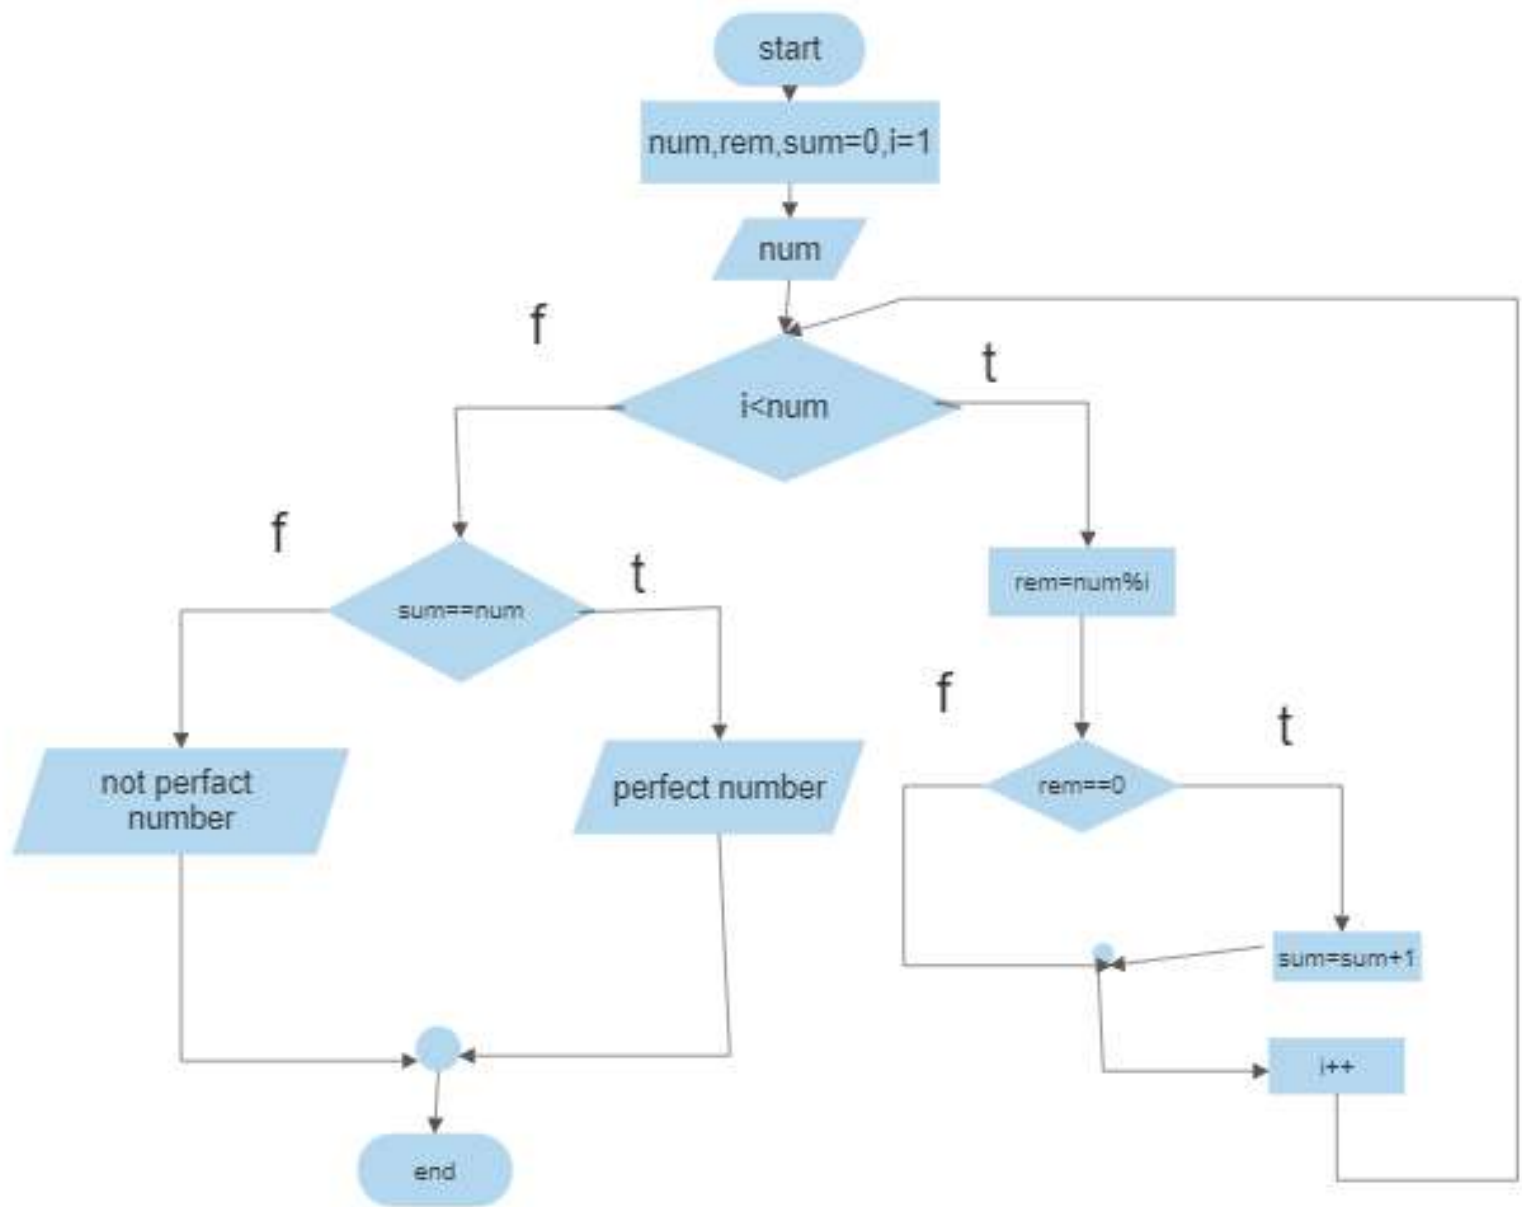 start
num,rem,sum=0,i=1
num
f
t
i<num
f
t
sum==num
rem=num%i
f
t
not perfact
number
perfect number
rem==0
sum=sum+1
i++
end